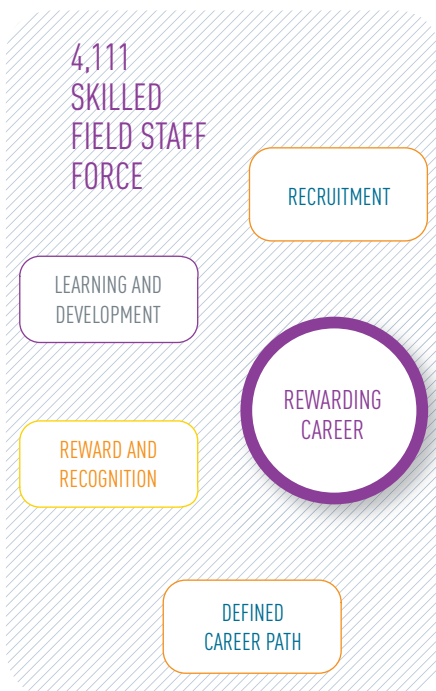 4,111
SKILLED
FIELD STAFF
FORCE
RECRUITMENT
LEARNING AND
DEVELOPMENT
REWARDING
CAREER
REWARD AND
RECOGNITION
DEFINED
CAREER PATH